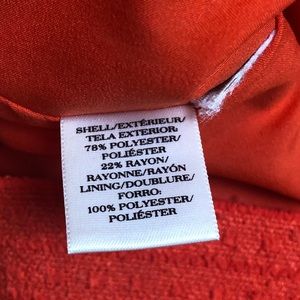 SHELL/EXTÉRIEUR/
TELA EXTERIOR:
78% POLYESTER/
POLIÉSTER
22% RAYON/
RAYONNE/RAYÓN
LINING/DOUBLURE/
FORRO:
100% POLYESTER/
POLIÉSTER